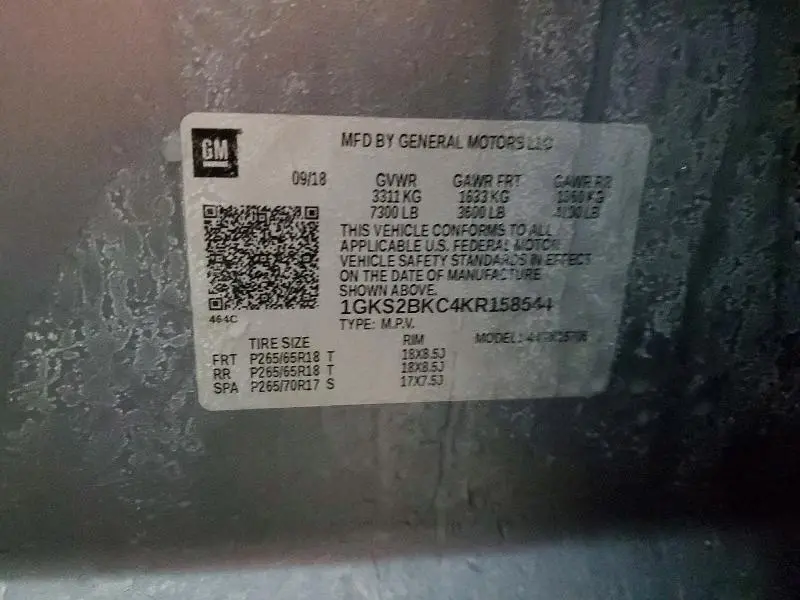 GM
MFD BY GENERAL MOTORS LLC
09/18 GVWR GAWR FRT GAWR RR
3311 KG 1633 KG
7300 LB 3600 LB
THIS VEHICLE CONFORMS TO ALL
APPLICABLE U.S. FEDERAL MOTOR
VEHICLE SAFETY STANDARDS IN EFFECT
ON THE DATE OF MANUFACTURE
SHOWN ABOVE.
1GKS2BKC4KR158544
464C
TYPE: M.P.V. MODEL:
TIRE SIZE RIM
FRT P265/65R18 T 18X8.5J
RR P265/65R18 T 18X8.5J
SPA P265/70R17 S 17X7.5J